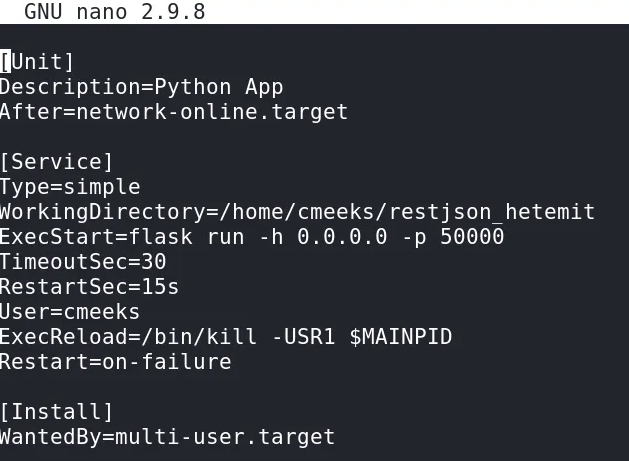 GNU nano 2.9.8
[Unit]
Description=Python App
After=network-online.target
[Service]
Type=simple
WorkingDirectory=/home/cmeeks/restjson_hetemit
ExecStart=flask run -h 0.0.0.0 -p 50000
TimeoutSec=30
RestartSec=15s
User=cmeeks
ExecReload=/bin/kill -USR1 $MAINPID
Restart=on-failure
[Install]
WantedBy=multi-user.target